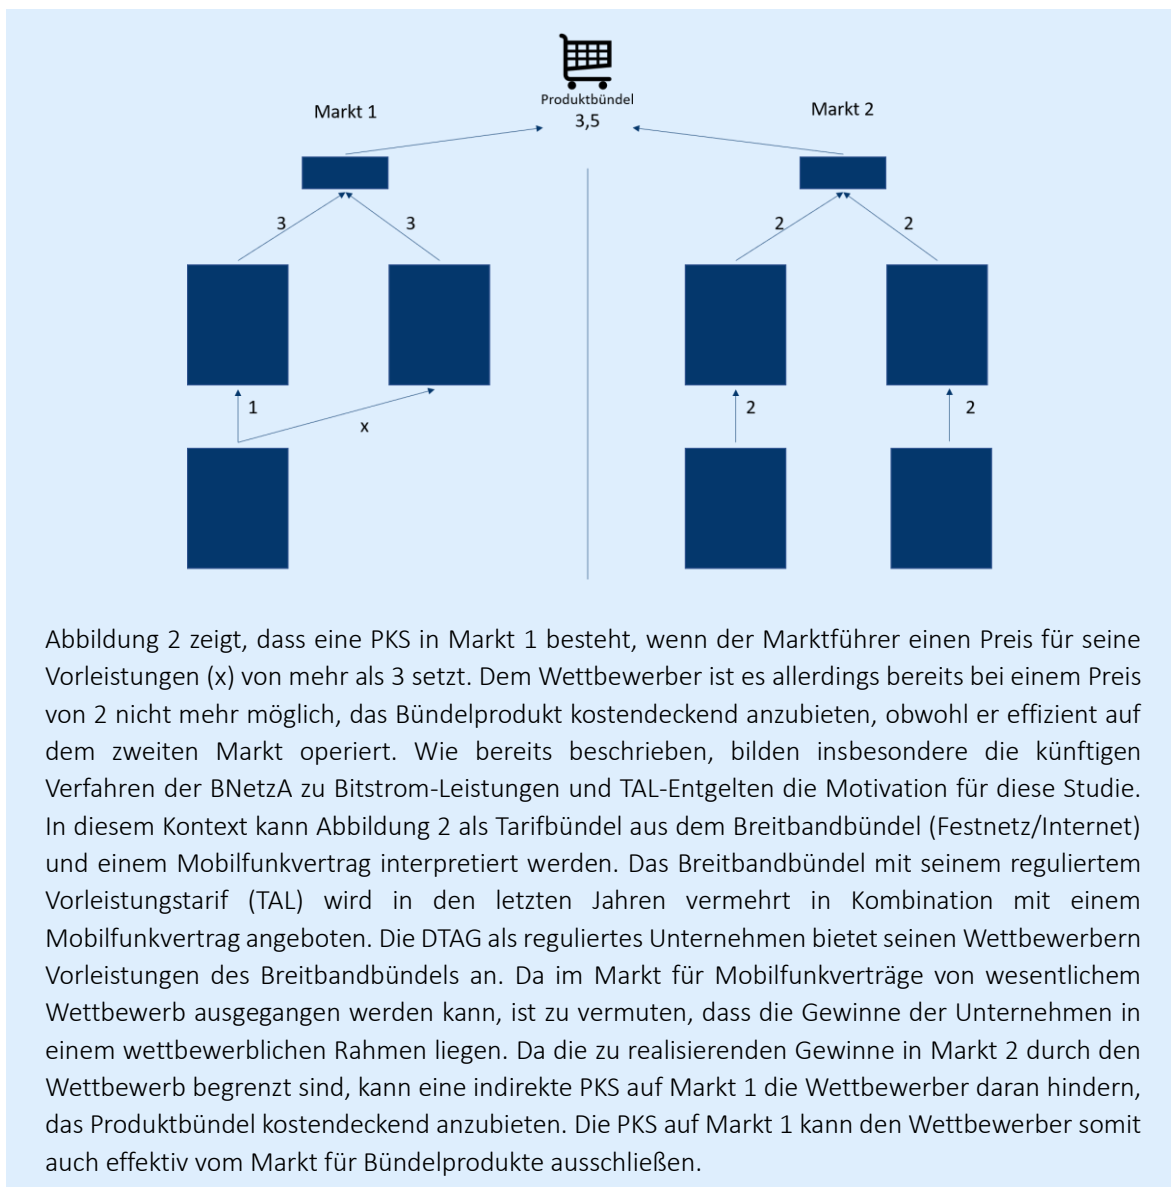 Produktbündel
3,5
Markt 1
Markt 2
3
3
2
2
1
x
2
2
Abbildung 2 zeigt, dass eine PKS in Markt 1 besteht, wenn der Marktführer einen Preis für seine
Vorleistungen (x) von mehr als 3 setzt. Dem Wettbewerber ist es allerdings bereits bei einem Preis
von 2 nicht mehr möglich, das Bündelprodukt kostendeckend anzubieten, obwohl er effizient auf
dem zweiten Markt operiert. Wie bereits beschrieben, bilden insbesondere die künftigen
Verfahren der BNetzA zu Bitstrom-Leistungen und TAL-Entgelten die Motivation für diese Studie.
In diesem Kontext kann Abbildung 2 als Tarifbündel aus dem Breitbandbündel (Festnetz/Internet)
und einem Mobilfunkvertrag interpretiert werden. Das Breitbandbündel mit seinem reguliertem
Vorleistungstarif (TAL) wird in den letzten Jahren vermehrt in Kombination mit einem
Mobilfunkvertrag angeboten. Die DTAG als reguliertes Unternehmen bietet seinen Wettbewerbern
Vorleistungen des Breitbandbündels an. Da im Markt für Mobilfunkverträge von wesentlichem
Wettbewerb ausgegangen werden kann, ist zu vermuten, dass die Gewinne der Unternehmen in
einem wettbewerblichen Rahmen liegen. Da die zu realisierenden Gewinne in Markt 2 durch den
Wettbewerb begrenzt sind, kann eine indirekte PKS auf Markt 1 die Wettbewerber daran hindern,
das Produktbündel kostendeckend anzubieten. Die PKS auf Markt 1 kann den Wettbewerber somit
auch effektiv vom Markt für Bündelprodukte ausschließen.